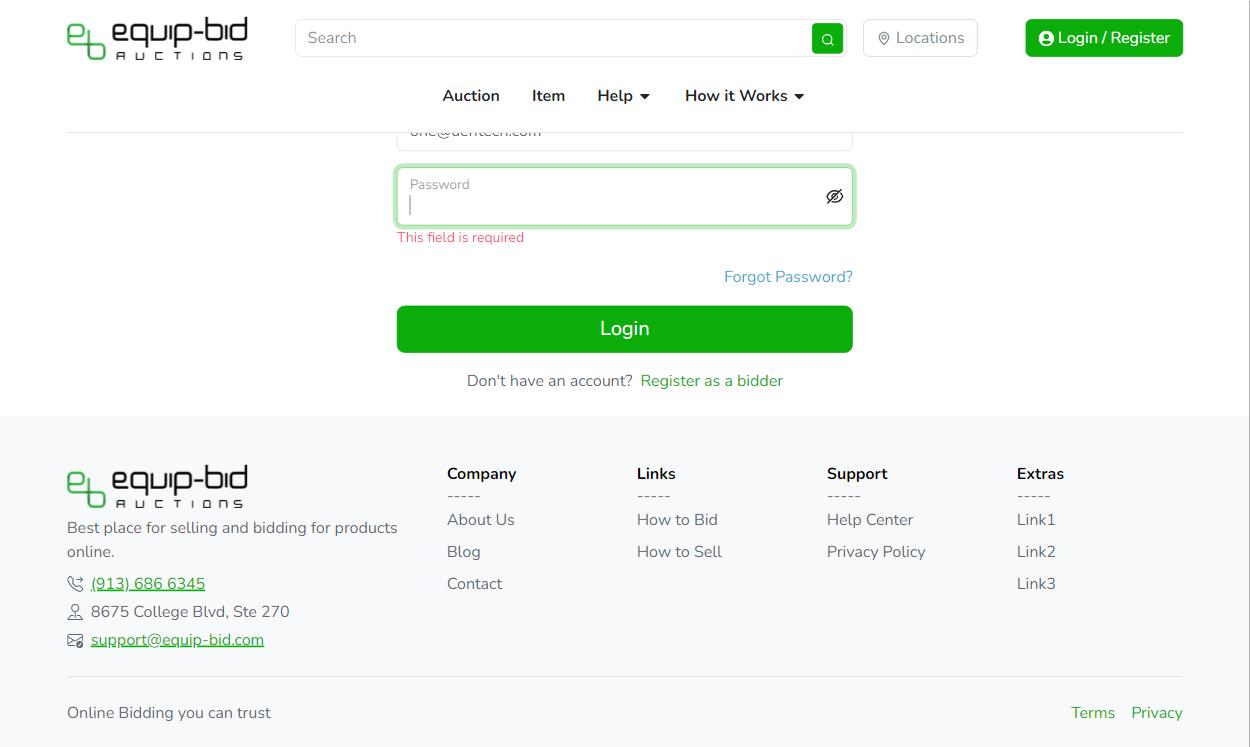 equip-bid
AUCTIONS
Search
Locations
Login / Register
Auction
Item
Help
How it Works
Password
This field is required
Forgot Password?
Login
Don't have an account? Register as a bidder
equip-bid
AUCTIONS
Best place for selling and bidding for products
online.
(913) 686 6345
8675 College Blvd, Ste 270
support@equip-bid.com
Company
-----
About Us
Blog
Contact
Links
-----
How to Bid
How to Sell
Support
-----
Help Center
Privacy Policy
Extras
-----
Link1
Link2
Link3
Online Bidding you can trust
Terms
Privacy